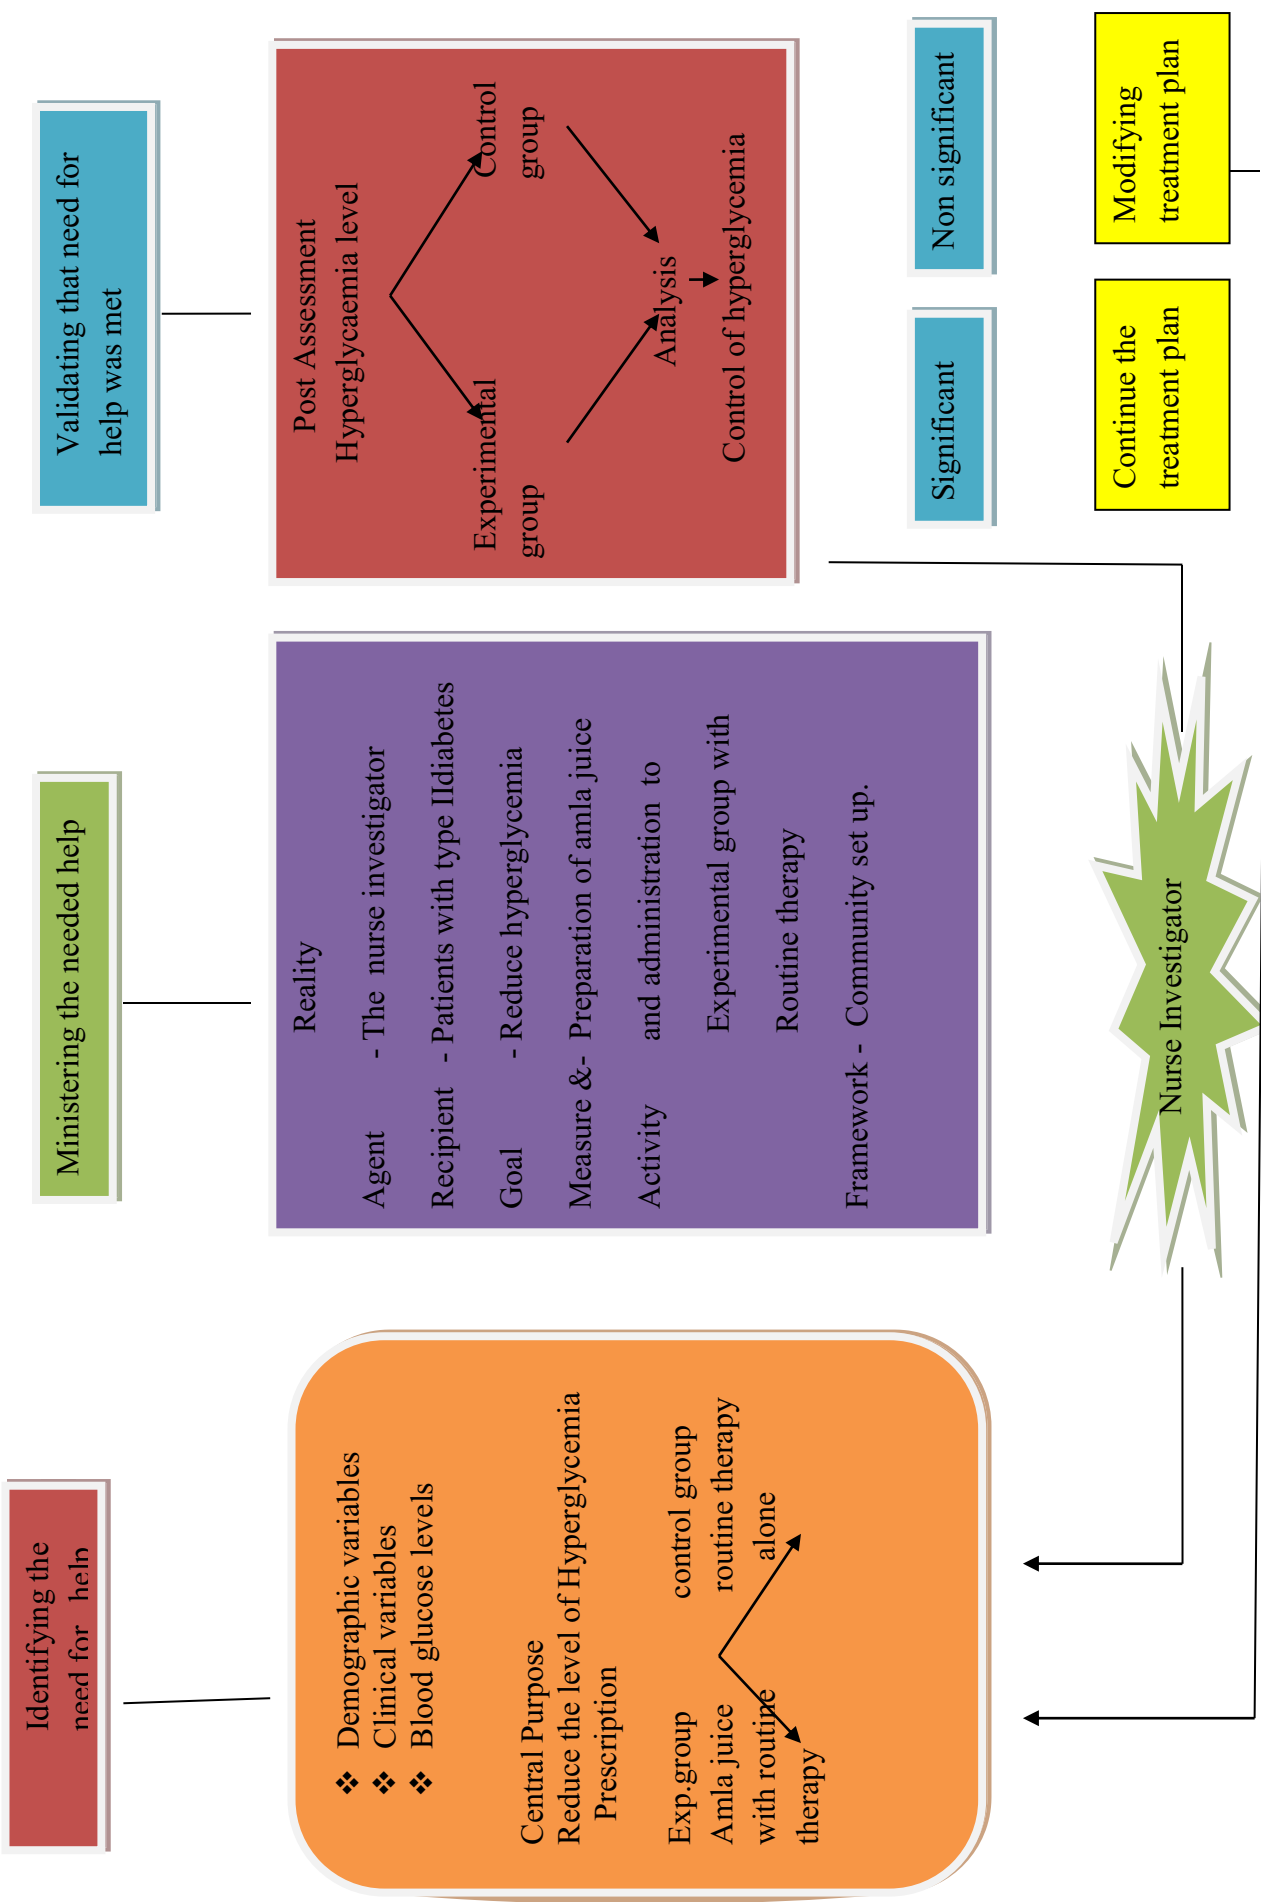 Identifying the
need for help
Demographic variables
Clinical variables
Blood glucose levels
Central Purpose
Reduce the level of Hyperglycemia
Prescription
Exp.group
Amla juice
with routine
therapy
control group
routine therapy
alone
Ministering the needed help
Reality
Agent - The nurse investigator
Recipient - Patients with type IIdiabetes
Goal - Reduce hyperglycemia
Measure &- Preparation of amla juice
Activity and administration to
Experimental group with
Routine therapy
Framework - Community set up.
Nurse Investigator
Validating that need for
help was met
Post Assessment
Hyperglycaemia level
Experimental
group
Control
group
Analysis
Control of hyperglycemia
Significant
Non significant
Continue the
treatment plan
Modifying
treatment plan